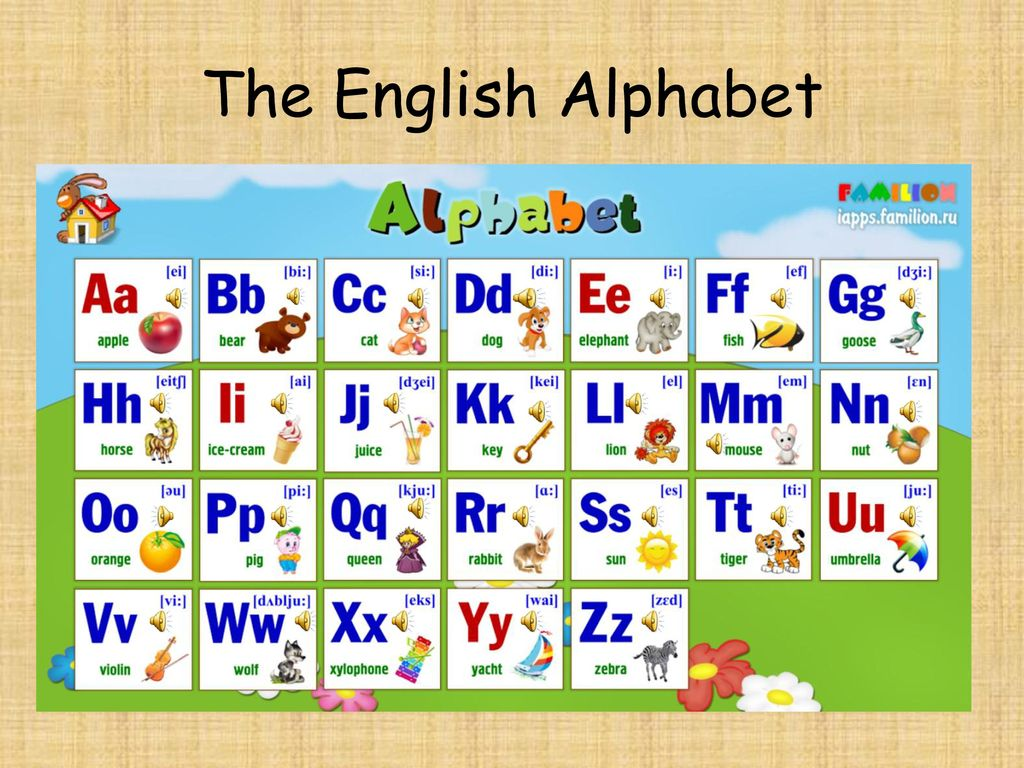 The English Alphabet
Alphabet
FAMILION
iapps.familion.ru
[ei] [bi:] [si:] [di:] [i:] [ef] [dʒi:]
Aa Bb Cc Dd Ee Ff Gg
apple bear cat dog elephant fish goose
[eitʃ] [ai] [dʒei] [kei] [el] [em] [ɛn]
Hh Ii Jj Kk Ll Mm Nn
horse ice-cream juice key lion mouse nut
[əu] [pi:] [kju:] [ɑ:] [es] [ti:] [ju:]
Oo Pp Qq Rr Ss Tt Uu
orange pig queen rabbit sun tiger umbrella
[vi:] [dʌblju:] [eks] [wai] [zɛd]
Vv Ww Xx Yy Zz
violin wolf xylophone yacht zebra